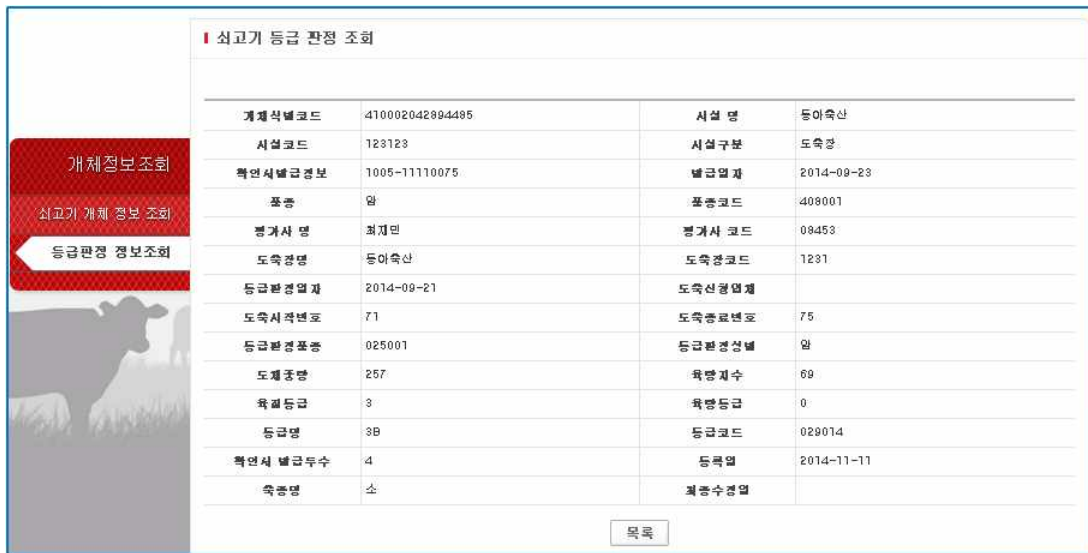 쇠고기 등급 판정 조회
개체정보조회
쇠고기 개체 정보 조회
등급판정 정보조회
개체식별코드 410002042994485 시설 명 동아축산
시설코드 123123 시설구분 도축장
확인서발급정보 1005-11110075 발급일자 2014-09-23
품종 암 품종코드 408001
평가사 명 최재민 평가사 코드 08453
도축장명 동아축산 도축장코드 1231
등급판정일자 2014-09-21 도축신청업체
도축시작번호 71 도축종료번호 75
등급판정품종 025001 등급판정성별 암
도체중량 257 육량지수 69
육질등급 3 육량등급 0
등급명 3B 등급코드 029014
확인서 발급두수 4 등록일 2014-11-11
축종명 소 최종수정일
목록